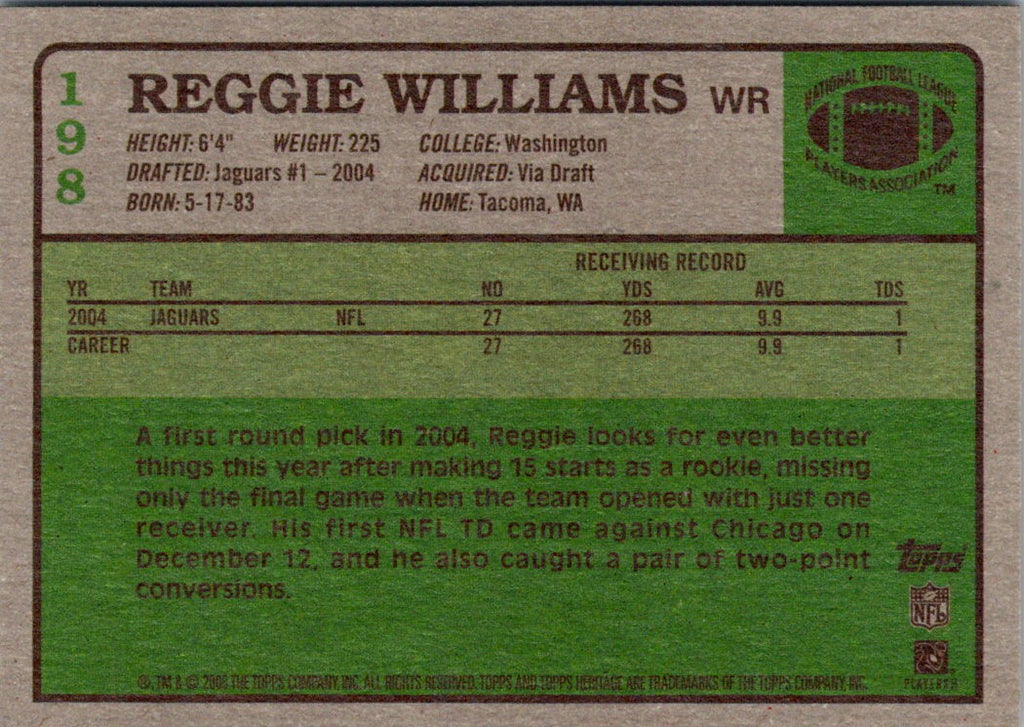 198
REGGIE WILLIAMS WR
HEIGHT: 6'4" WEIGHT: 225 COLLEGE: Washington
DRAFTED: Jaguars #1 – 2004 ACQUIRED: Via Draft
BORN: 5-17-83 HOME: Tacoma, WA
NATIONAL FOOTBALL LEAGUE
PLAYERS ASSOCIATION
TM
RECEIVING RECORD
YR TEAM NO YDS AVG TDS
2004 JAGUARS NFL 27 268 9.9 1
CAREER 27 268 9.9 1
A first round pick in 2004, Reggie looks for even better
things this year after making 15 starts as a rookie, missing
only the final game when the team opened with just one
receiver. His first NFL TD came against Chicago on
December 12, and he also caught a pair of two-point
conversions.
Topps
NFL
PLAYERS
®, TM & © THE TOPPS COMPANY, INC. ALL RIGHTS RESERVED. TOPPS AND TOPPS HERITAGE ARE TRADEMARKS OF THE TOPPS COMPANY, INC.